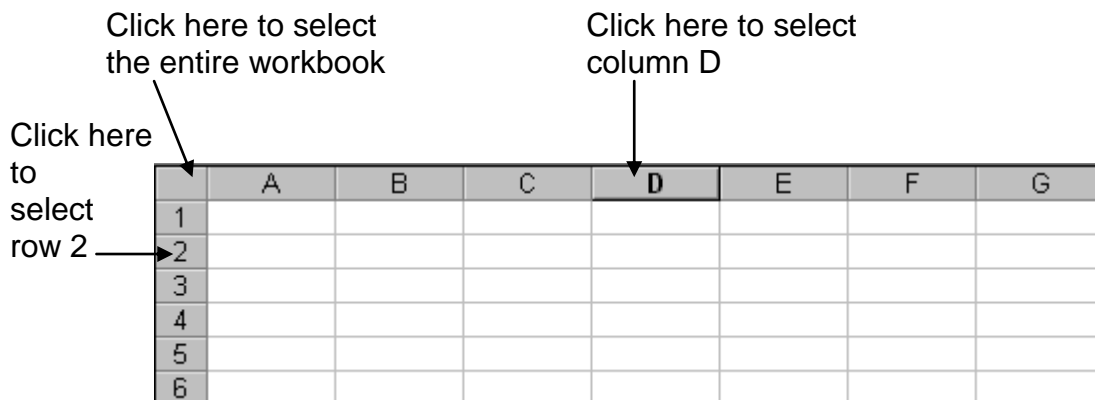 Click here to select
the entire workbook
Click here to select
column D
Click here
to
select
row 2
A B C D E F G
1
2
3
4
5
6